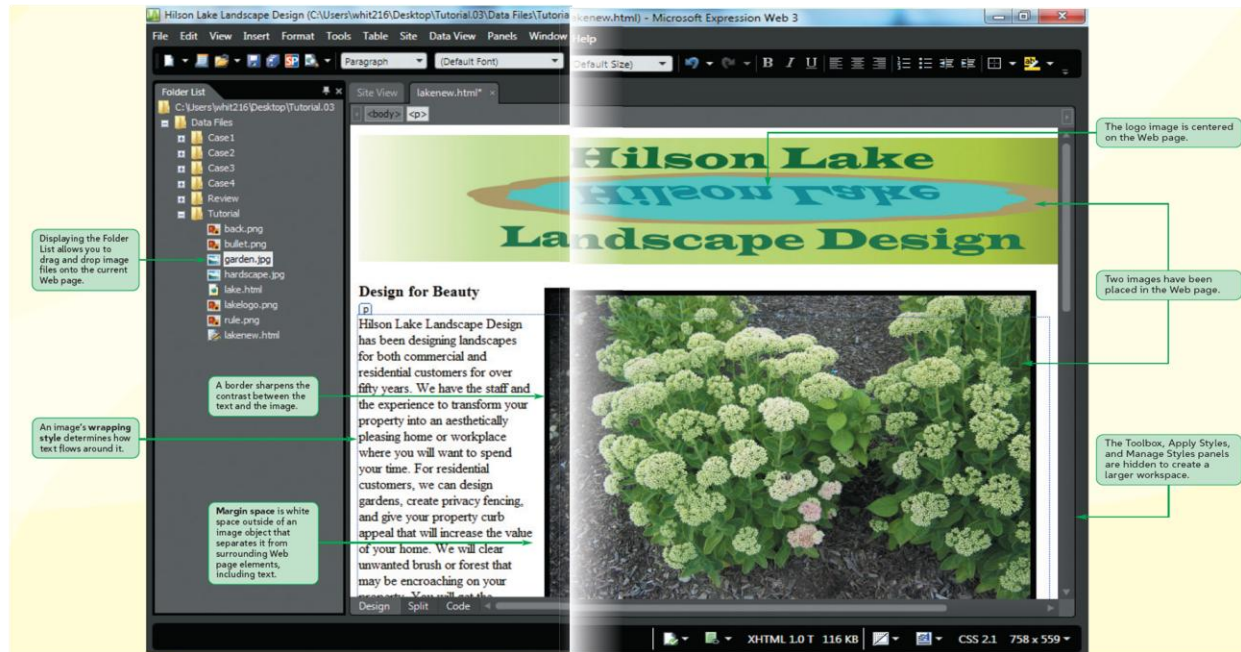 Hilson Lake Landscape Design (C:\Users\whit216\Desktop\Tutorial.03\Data Files\Tutoria kenew.html) - Microsoft Expression Web 3
File Edit View Insert Format Tools Table Site Data View Panels Window Help
Paragraph (Default Font) Default Size) B I U
Folder List
Site View lakenew.html*
C:\Users\whit216\Desktop\Tutorial.03
<body> <p>
Data Files
Case1
Case2
Case3
Case4
Review
Tutorial
back.png
bullet.png
garden.jpg
hardscape.jpg
lake.html
lakelogo.png
rule.png
lakenew.html
Hilson Lake
Hilson Lake
Landscape Design
Design for Beauty
p
Hilson Lake Landscape Design
has been designing landscapes
for both commercial and
residential customers for over
fifty years. We have the staff and
the experience to transform your
property into an aesthetically
pleasing home or workplace
where you will want to spend
your time. For residential
customers, we can design
gardens, create privacy fencing,
and give your property curb
appeal that will increase the value
of your home. We will clear
unwanted brush or forest that
may be encroaching on your
Design Split Code
XHTML 1.0 T 116 KB CSS 2.1 758 x 559
Displaying the Folder
List allows you to
drag and drop image
files onto the current
Web page.
A border sharpens the
contrast between the
text and the image.
An image's wrapping
style determines how
text flows around it.
Margin space is white
space outside of an
image object that
separates it from
surrounding Web
page elements,
including text.
The logo image is centered
on the Web page.
Two images have been
placed in the Web page.
The Toolbox, Apply Styles,
and Manage Styles panels
are hidden to create a
larger workspace.